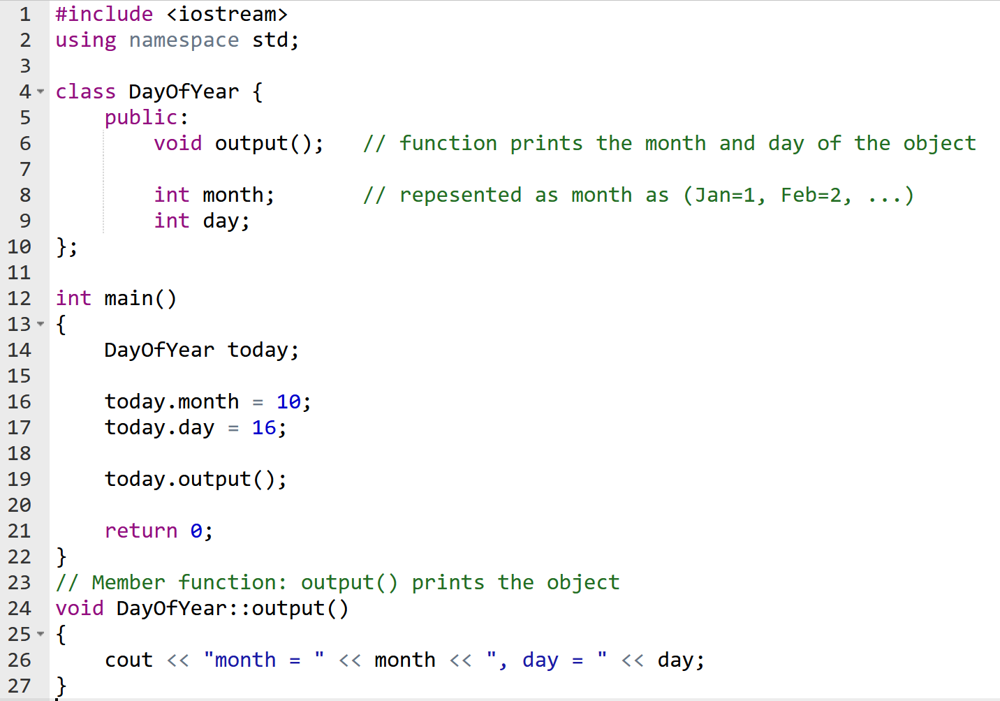 1 #include <iostream>
2 using namespace std;
3
4 class DayOfYear {
5     public:
6         void output();   // function prints the month and day of the object
7
8         int month;       // repesented as month as (Jan=1, Feb=2, ...)
9         int day;
10 };
11
12 int main()
13 {
14     DayOfYear today;
15
16     today.month = 10;
17     today.day = 16;
18
19     today.output();
20
21     return 0;
22 }
23 // Member function: output() prints the object
24 void DayOfYear::output()
25 {
26     cout << "month = " << month << ", day = " << day;
27 }